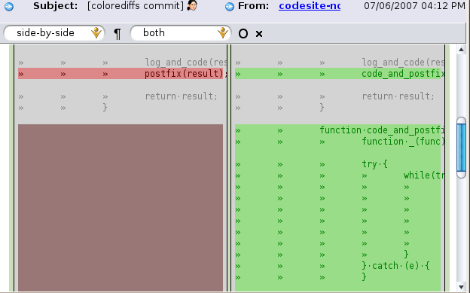 Subject: [colorediffs commit] From: codesite-no 07/06/2007 04:12 PM
side-by-side ¶ both O ×
» » » log_and_code(res
» » » postfix(result);
» » » return·result;
» » }
» » » log_and_code(res
» » » code_and_postfix
» » » return·result;
» » }
» » function·code_and_postfi
» » » function·_(func)
» » » try·{
» » » » while(tr
» » » »
» » » »
» » » »
» » » »
» » » »
» » » » }
» » » }·catch·(e)·{
» » » }